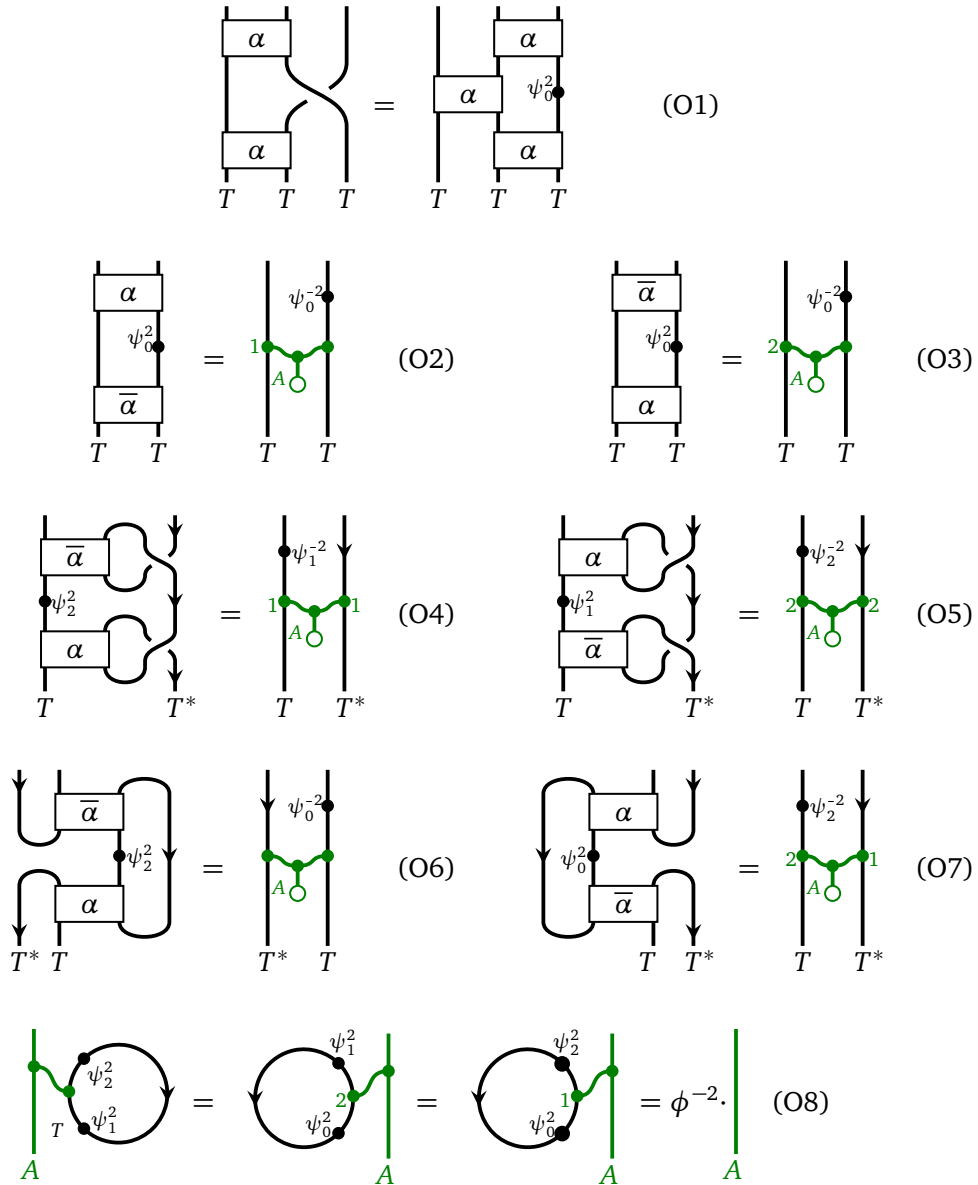 α α
α = ψ₀² (O1)
α α
T T T T T T
α ψ₀⁻² α̅ ψ₀⁻²
ψ₀² = 1 (O2) ψ₀² = 2 (O3)
α̅ A α A
T T T T T T T T
α̅ ψ₁⁻² α ψ₂⁻²
ψ₂² = 1 1 (O4) ψ₁² = 2 2 (O5)
α A α̅ A
T T* T T* T T* T T*
α̅ ψ₀⁻² α ψ₂⁻²
ψ₂² = (O6) ψ₀² = 2 1 (O7)
α A α̅ A
T* T T* T T T* T T*
ψ₂² ψ₁² ψ₂²
= 2 = 1 = ϕ⁻²· (O8)
T ψ₁² ψ₀² ψ₀²
A A A A